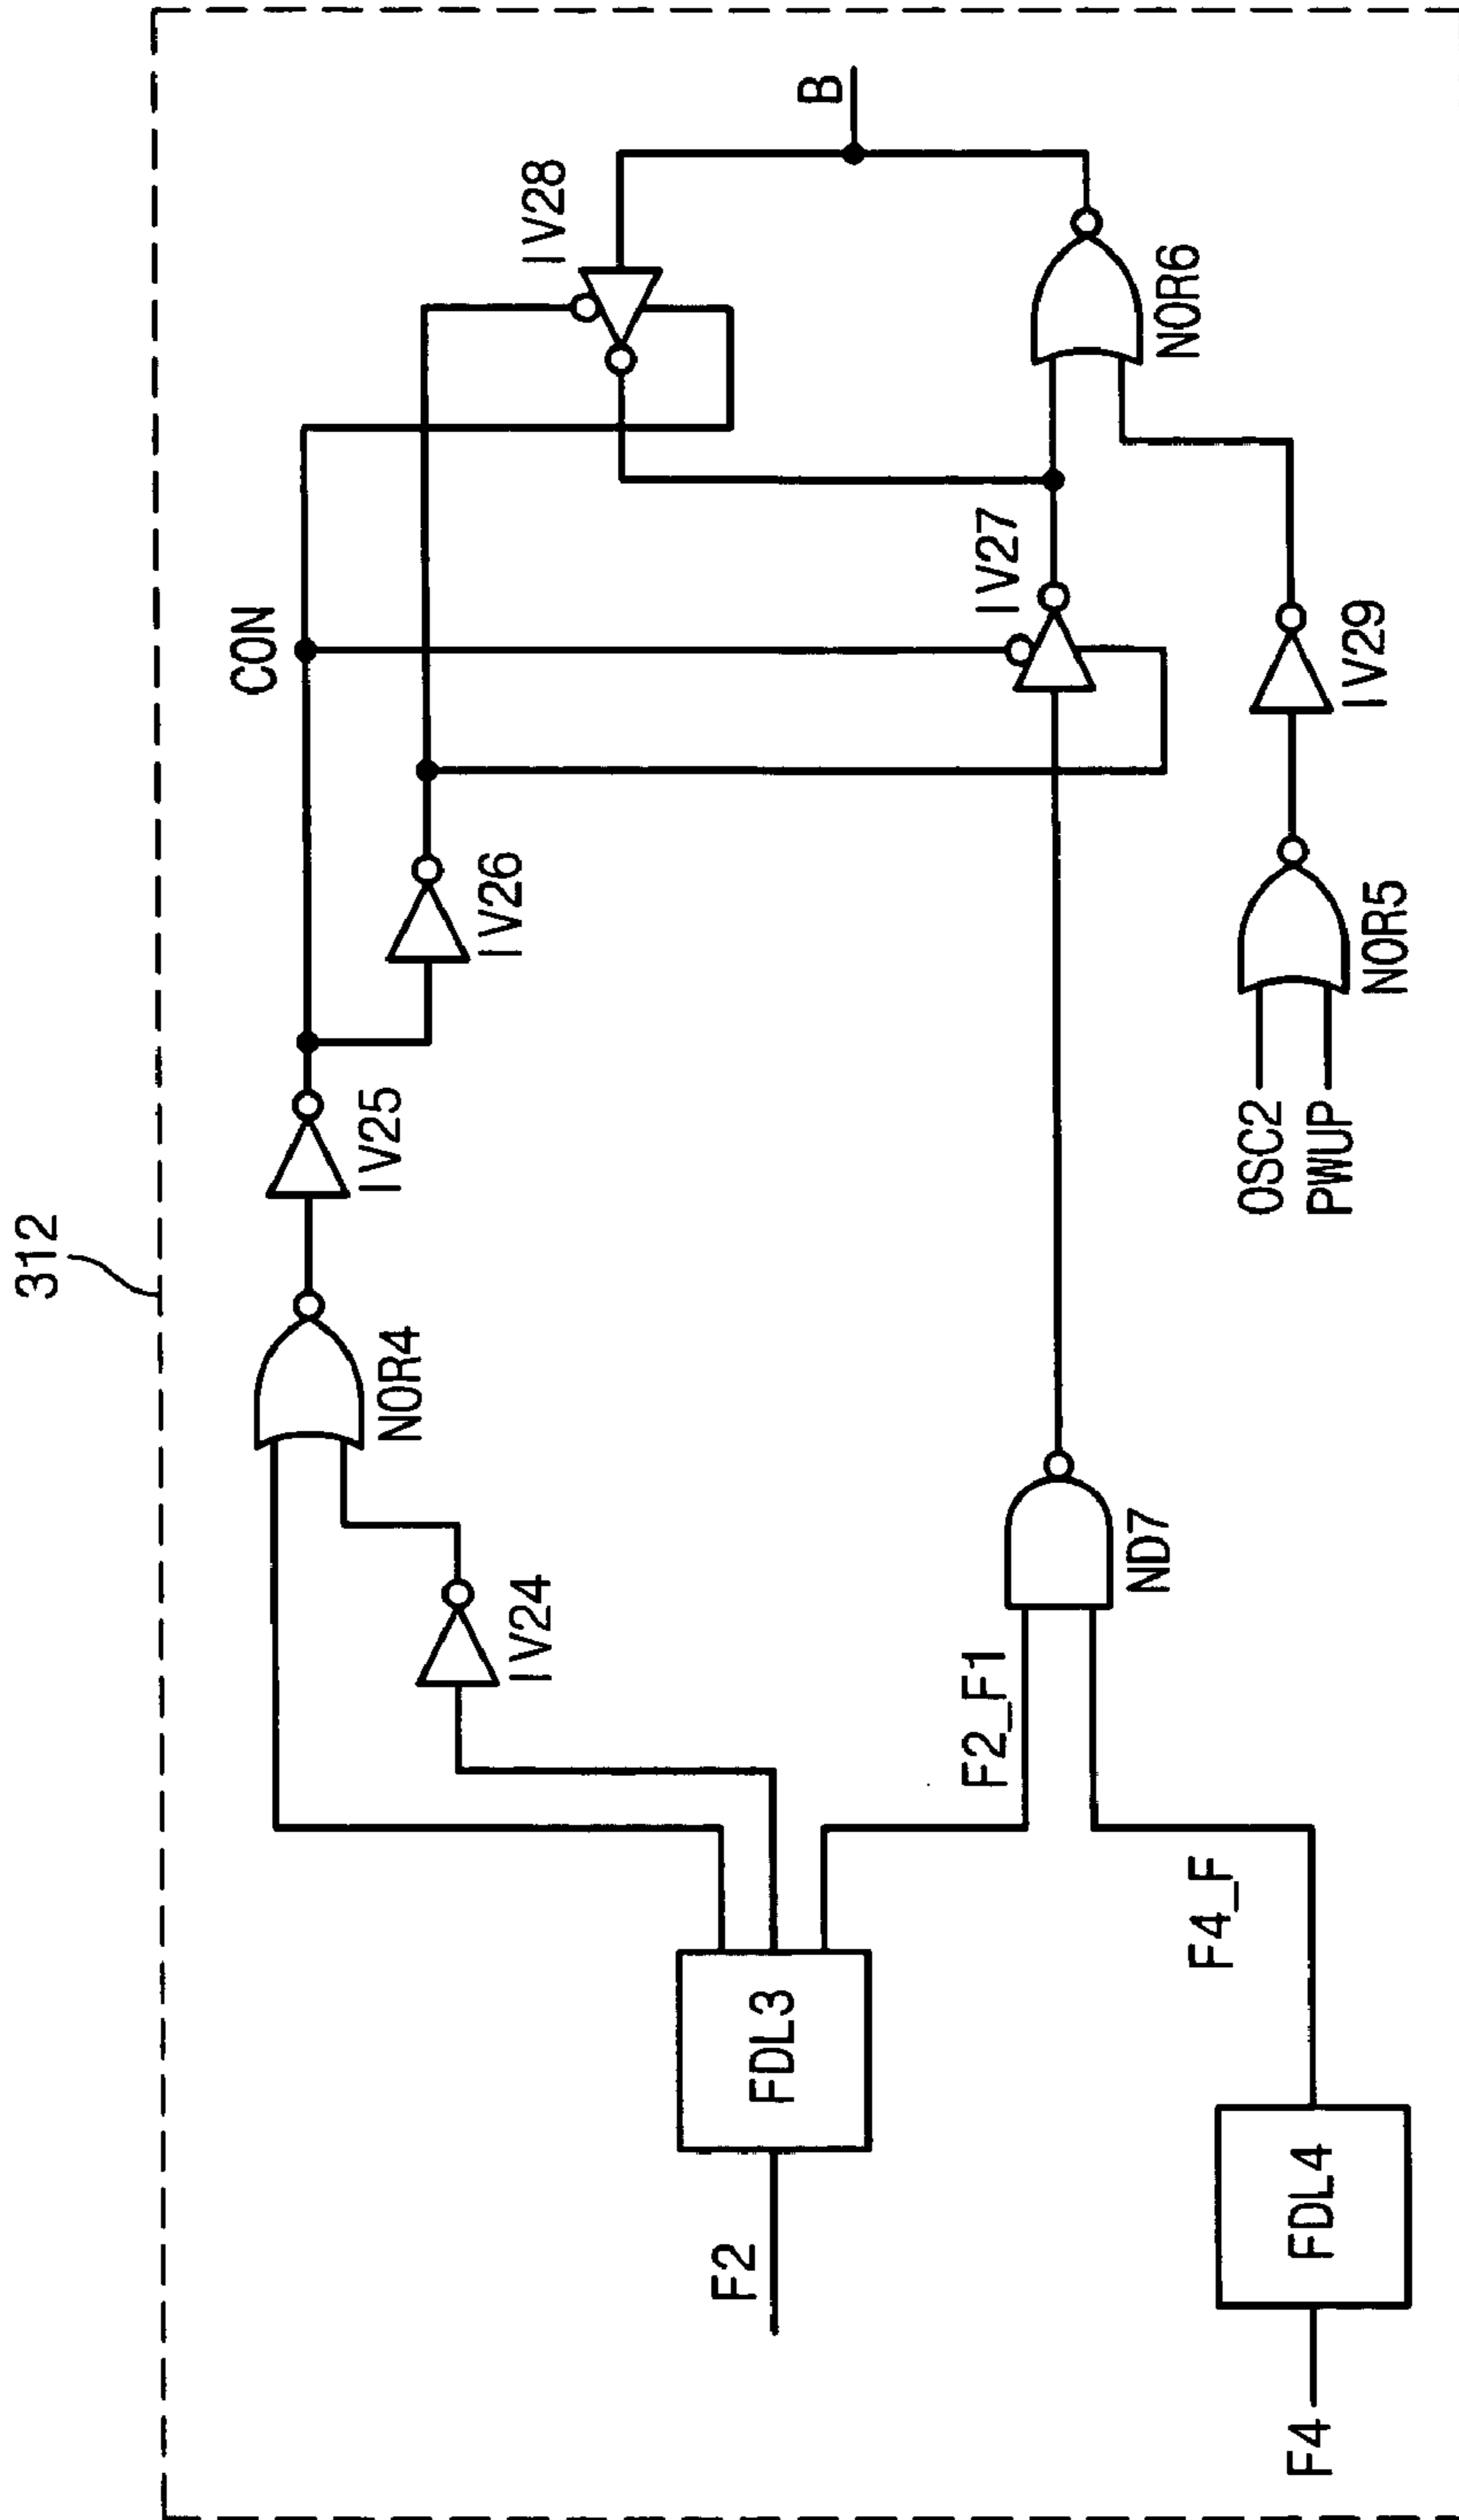 312
CON
B
IV28
IV25
IV26
NOR4
IV24
IV27
NOR6
IV29
NOR5
OSC2
PWUP
F2_F1
ND7
F2
FDL3
F4_F
F4
FDL4